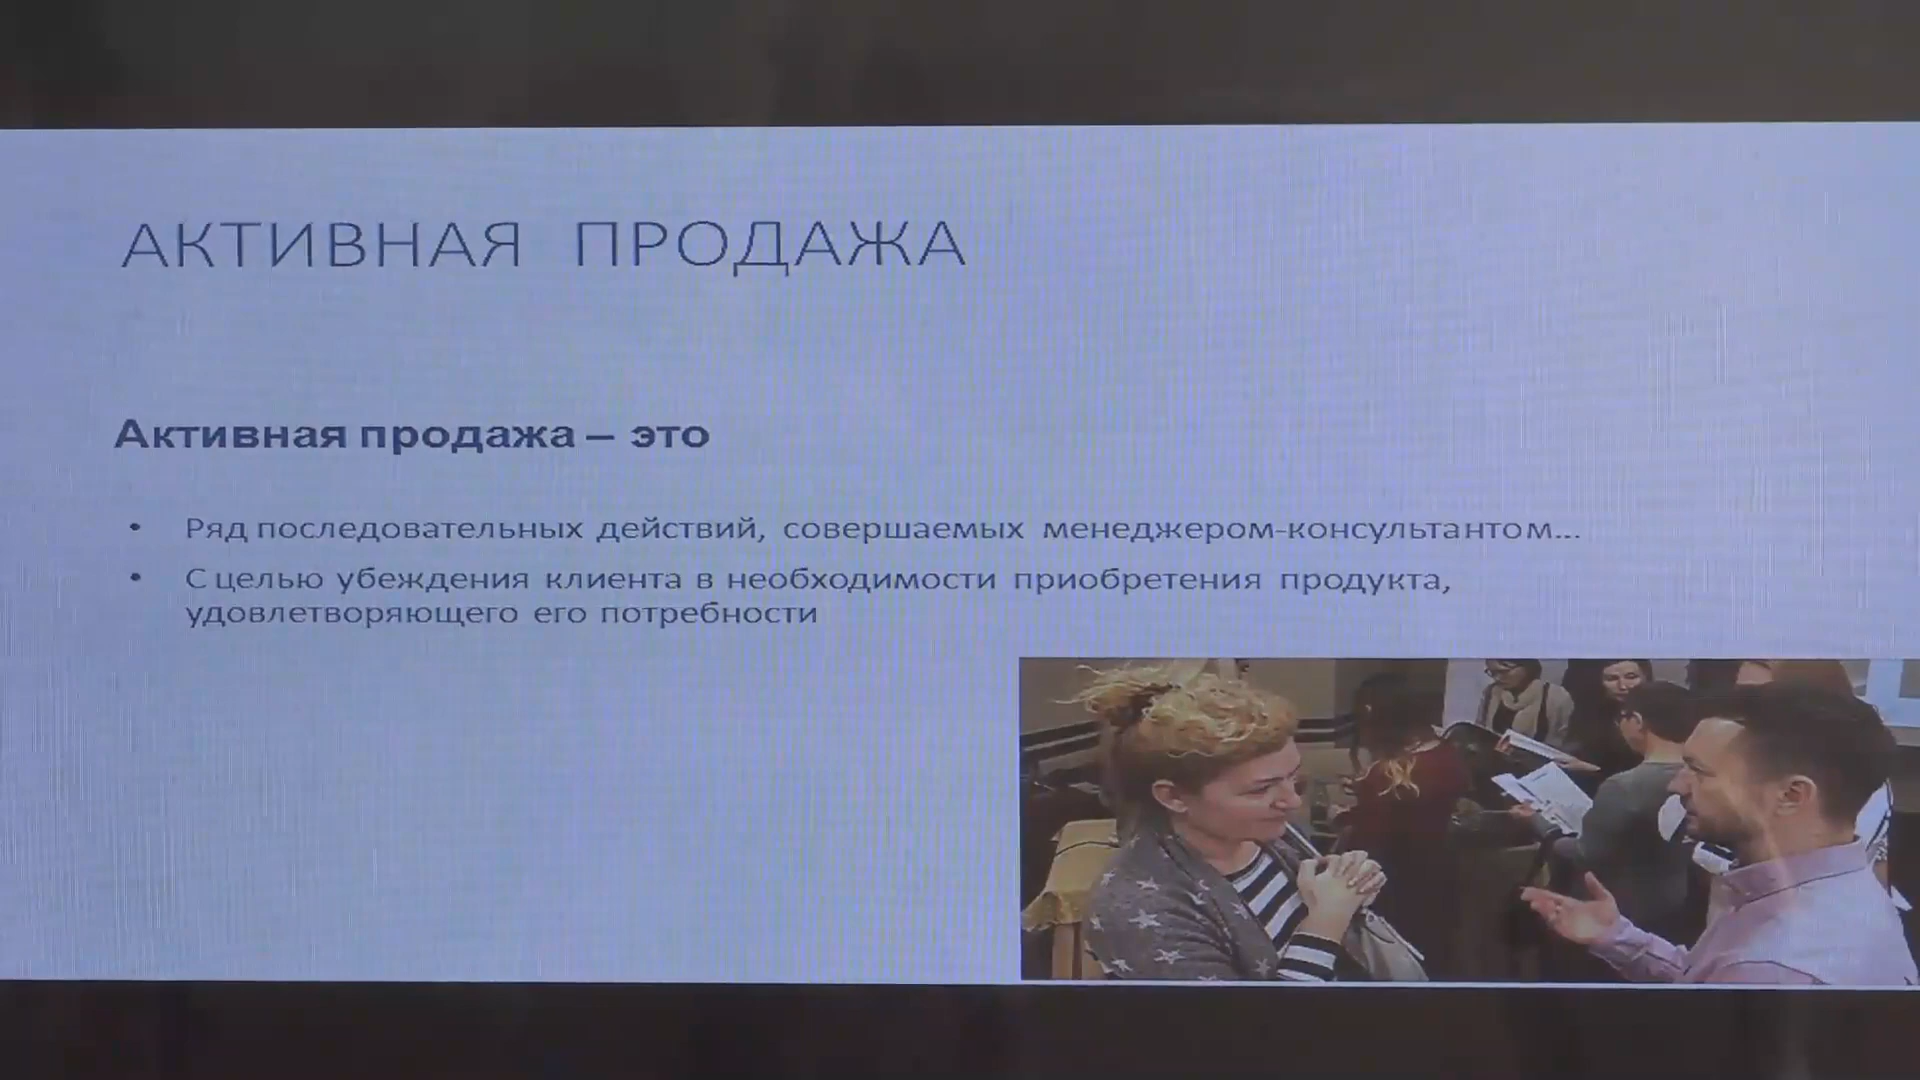 АКТИВНАЯ ПРОДАЖА
Активная продажа – это
• Ряд последовательных действий, совершаемых менеджером-консультантом...
• С целью убеждения клиента в необходимости приобретения продукта,
удовлетворяющего его потребности